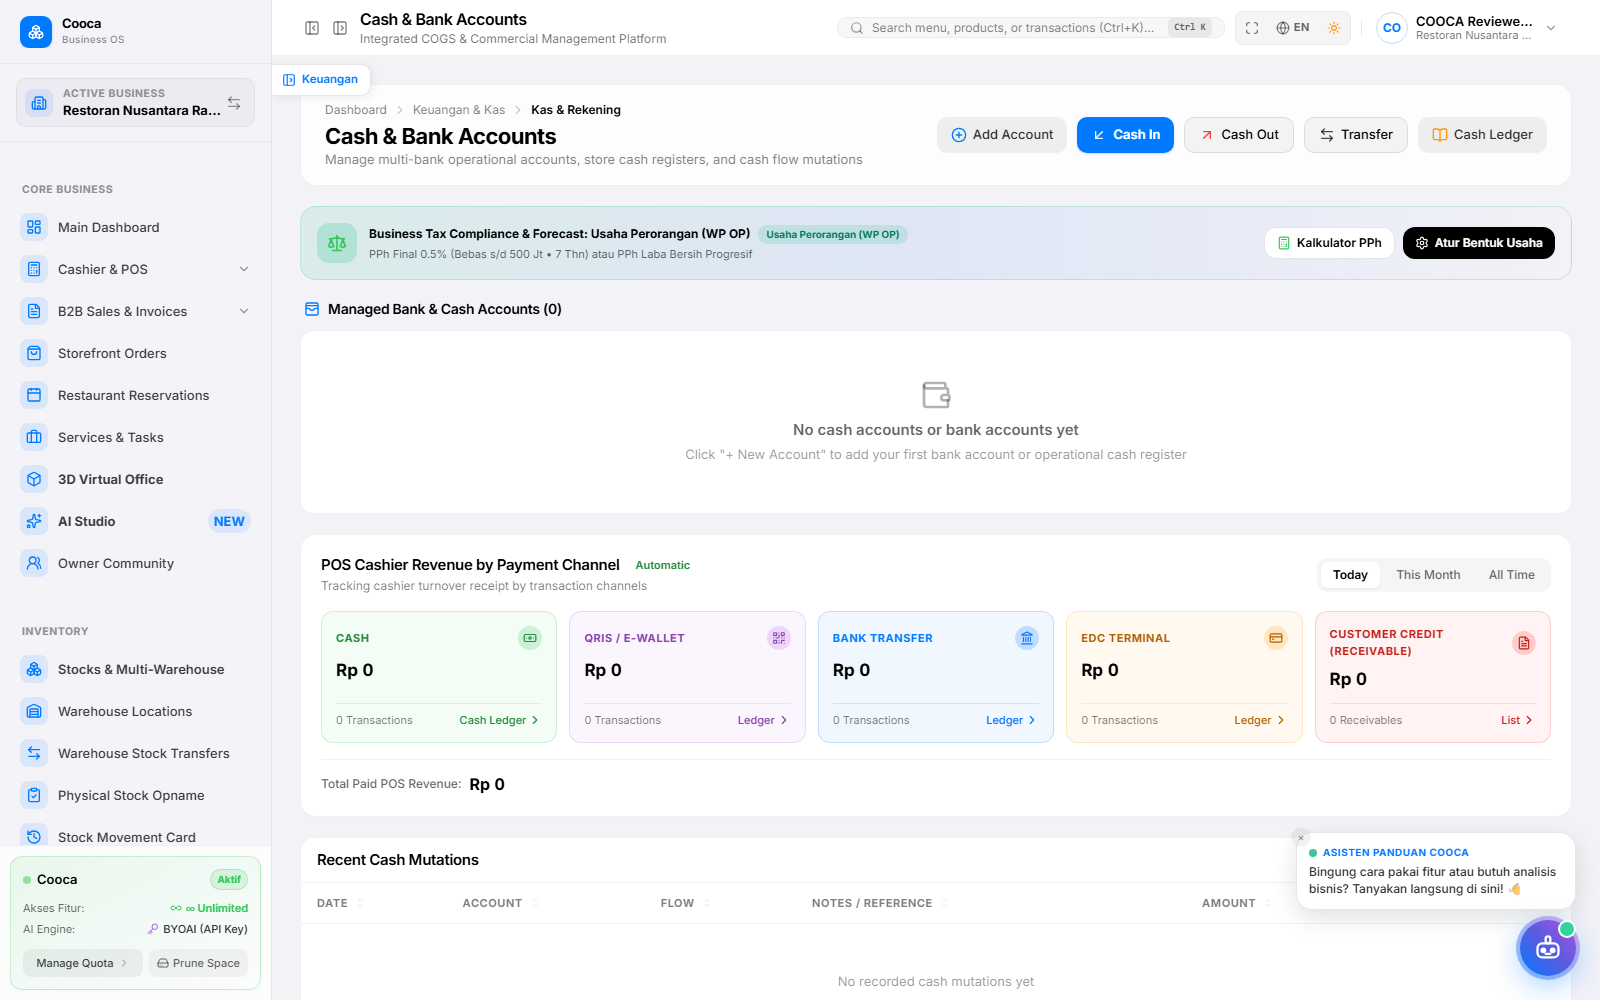 Cooca
Business OS
ACTIVE BUSINESS
Restoran Nusantara Ra...
CORE BUSINESS
Main Dashboard
Cashier & POS
B2B Sales & Invoices
Storefront Orders
Restaurant Reservations
Services & Tasks
3D Virtual Office
AI Studio NEW
Owner Community
INVENTORY
Stocks & Multi-Warehouse
Warehouse Locations
Warehouse Stock Transfers
Physical Stock Opname
Stock Movement Card
Cooca Aktif
Akses Fitur: ∞ Unlimited
AI Engine: BYOAI (API Key)
Manage Quota
Prune Space
Cash & Bank Accounts
Integrated COGS & Commercial Management Platform
Search menu, products, or transactions (Ctrl+K)... Ctrl K
EN
CO
COOCA Reviewe...
Restoran Nusantara ...
Keuangan
Dashboard > Keuangan & Kas > Kas & Rekening
Cash & Bank Accounts
Manage multi-bank operational accounts, store cash registers, and cash flow mutations
Add Account
Cash In
Cash Out
Transfer
Cash Ledger
Business Tax Compliance & Forecast: Usaha Perorangan (WP OP) Usaha Perorangan (WP OP)
PPh Final 0.5% (Bebas s/d 500 Jt • 7 Thn) atau PPh Laba Bersih Progresif
Kalkulator PPh
Atur Bentuk Usaha
Managed Bank & Cash Accounts (0)
No cash accounts or bank accounts yet
Click "+ New Account" to add your first bank account or operational cash register
POS Cashier Revenue by Payment Channel Automatic
Tracking cashier turnover receipt by transaction channels
Today This Month All Time
CASH
Rp 0
0 Transactions Cash Ledger
QRIS / E-WALLET
Rp 0
0 Transactions Ledger
BANK TRANSFER
Rp 0
0 Transactions Ledger
EDC TERMINAL
Rp 0
0 Transactions Ledger
CUSTOMER CREDIT
(RECEIVABLE)
Rp 0
0 Receivables List
Total Paid POS Revenue: Rp 0
Recent Cash Mutations
DATE ACCOUNT FLOW NOTES / REFERENCE AMOUNT
No recorded cash mutations yet
×
ASISTEN PANDUAN COOCA
Bingung cara pakai fitur atau butuh analisis
bisnis? Tanyakan langsung di sini! 👋